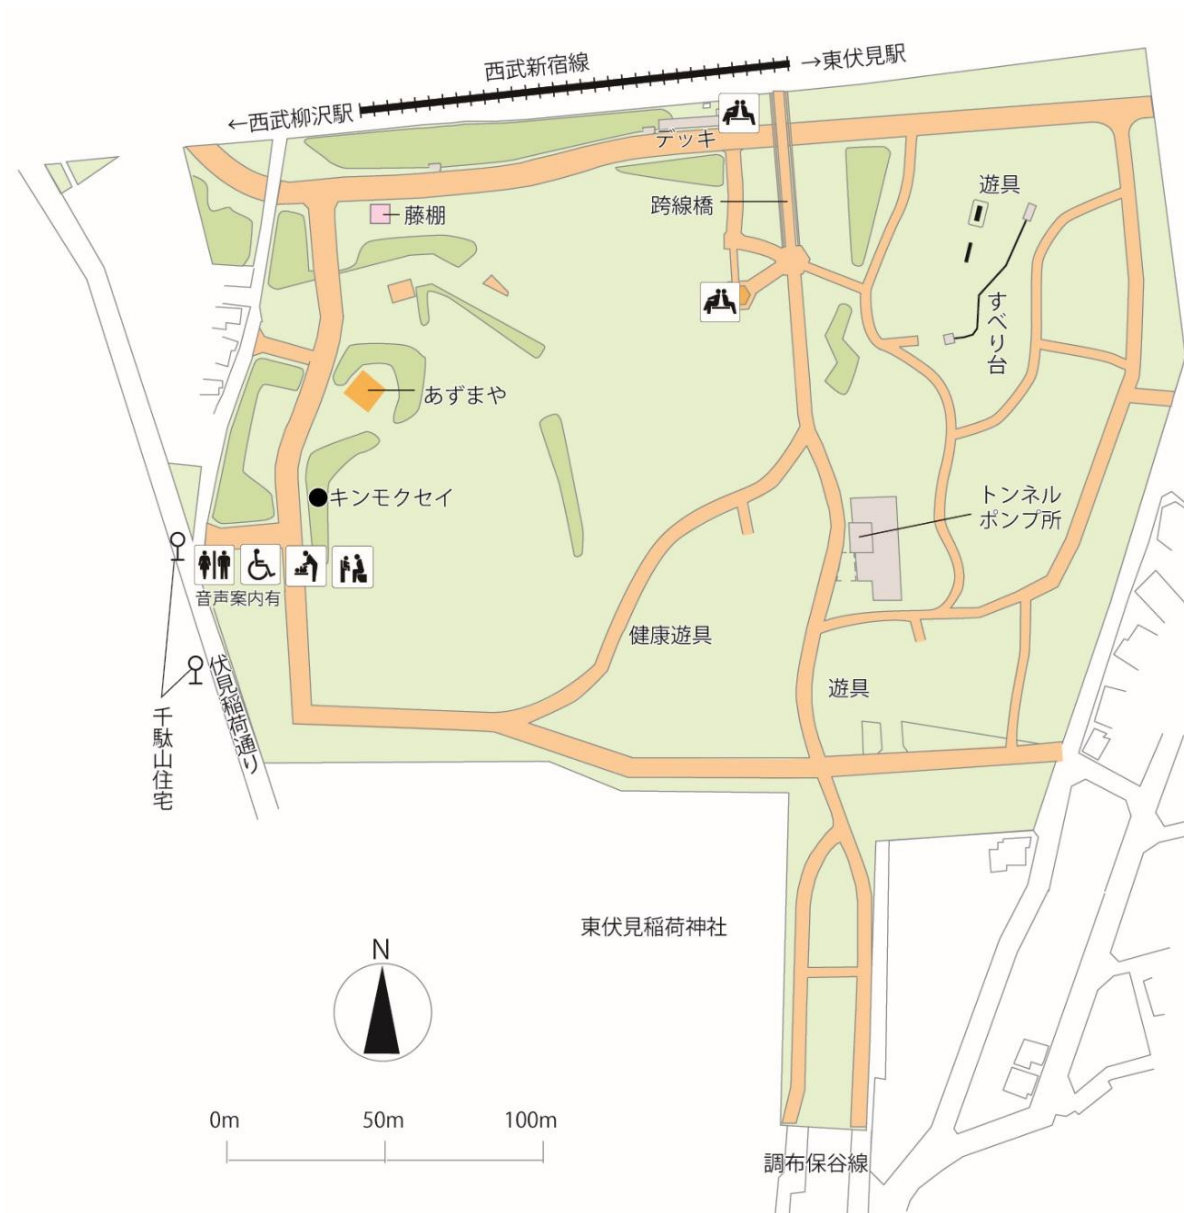 西武新宿線
→東伏見駅
←西武柳沢駅
デッキ
遊具
藤棚
跨線橋
すべり台
あずまや
キンモクセイ
トンネル
ポンプ所
音声案内有
健康遊具
伏見稲荷通り
遊具
千駄山住宅
東伏見稲荷神社
N
0m 50m 100m
調布保谷線